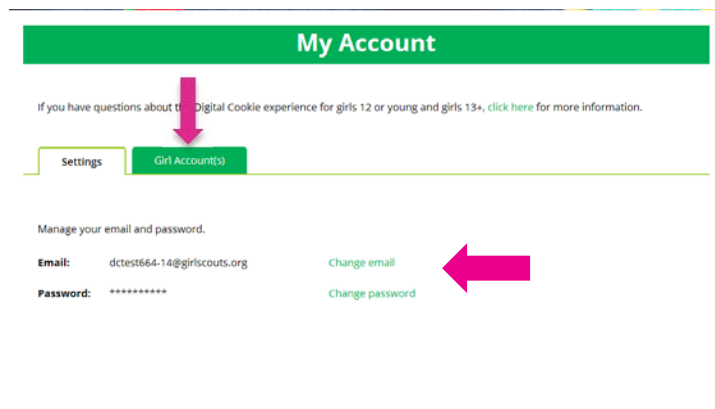 My Account
If you have questions about the Digital Cookie experience for girls 12 or young and girls 13+, click here for more information.
Settings
Girl Account(s)
Manage your email and password.
Email: dctest664-14@girlscouts.org Change email
Password: ********** Change password